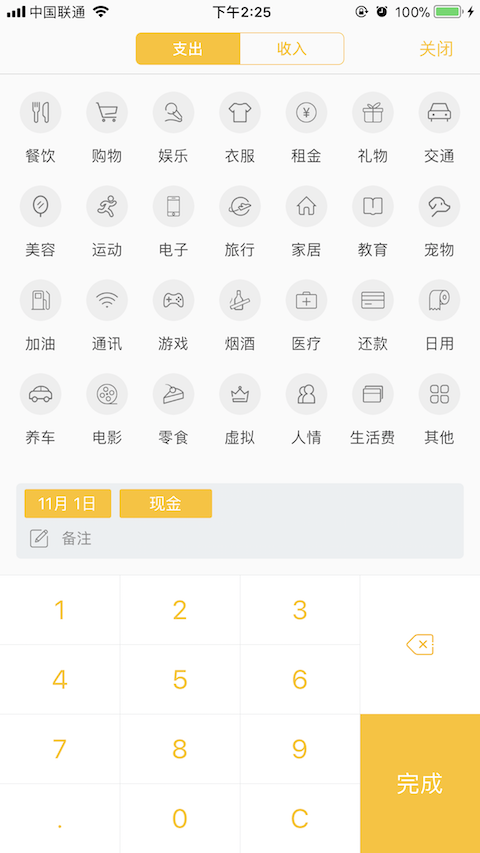 中国联通 下午2:25 100%
支出 收入 关闭
¥
餐饮 购物 娱乐 衣服 租金 礼物 交通
美容 运动 电子 旅行 家居 教育 宠物
加油 通讯 游戏 烟酒 医疗 还款 日用
养车 电影 零食 虚拟 人情 生活费 其他
11月 1日 现金
备注
1 2 3
4 5 6
7 8 9
. 0 C
完成